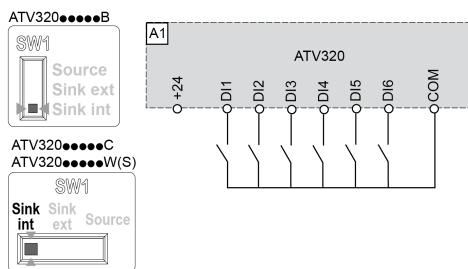 ATV320●●●●●B
SW1
Source
Sink ext
Sink int
ATV320●●●●●C
ATV320●●●●●W(S)
SW1
Sink int
Sink ext
Source
A1
ATV320
+24
DI1
DI2
DI3
DI4
DI5
DI6
COM